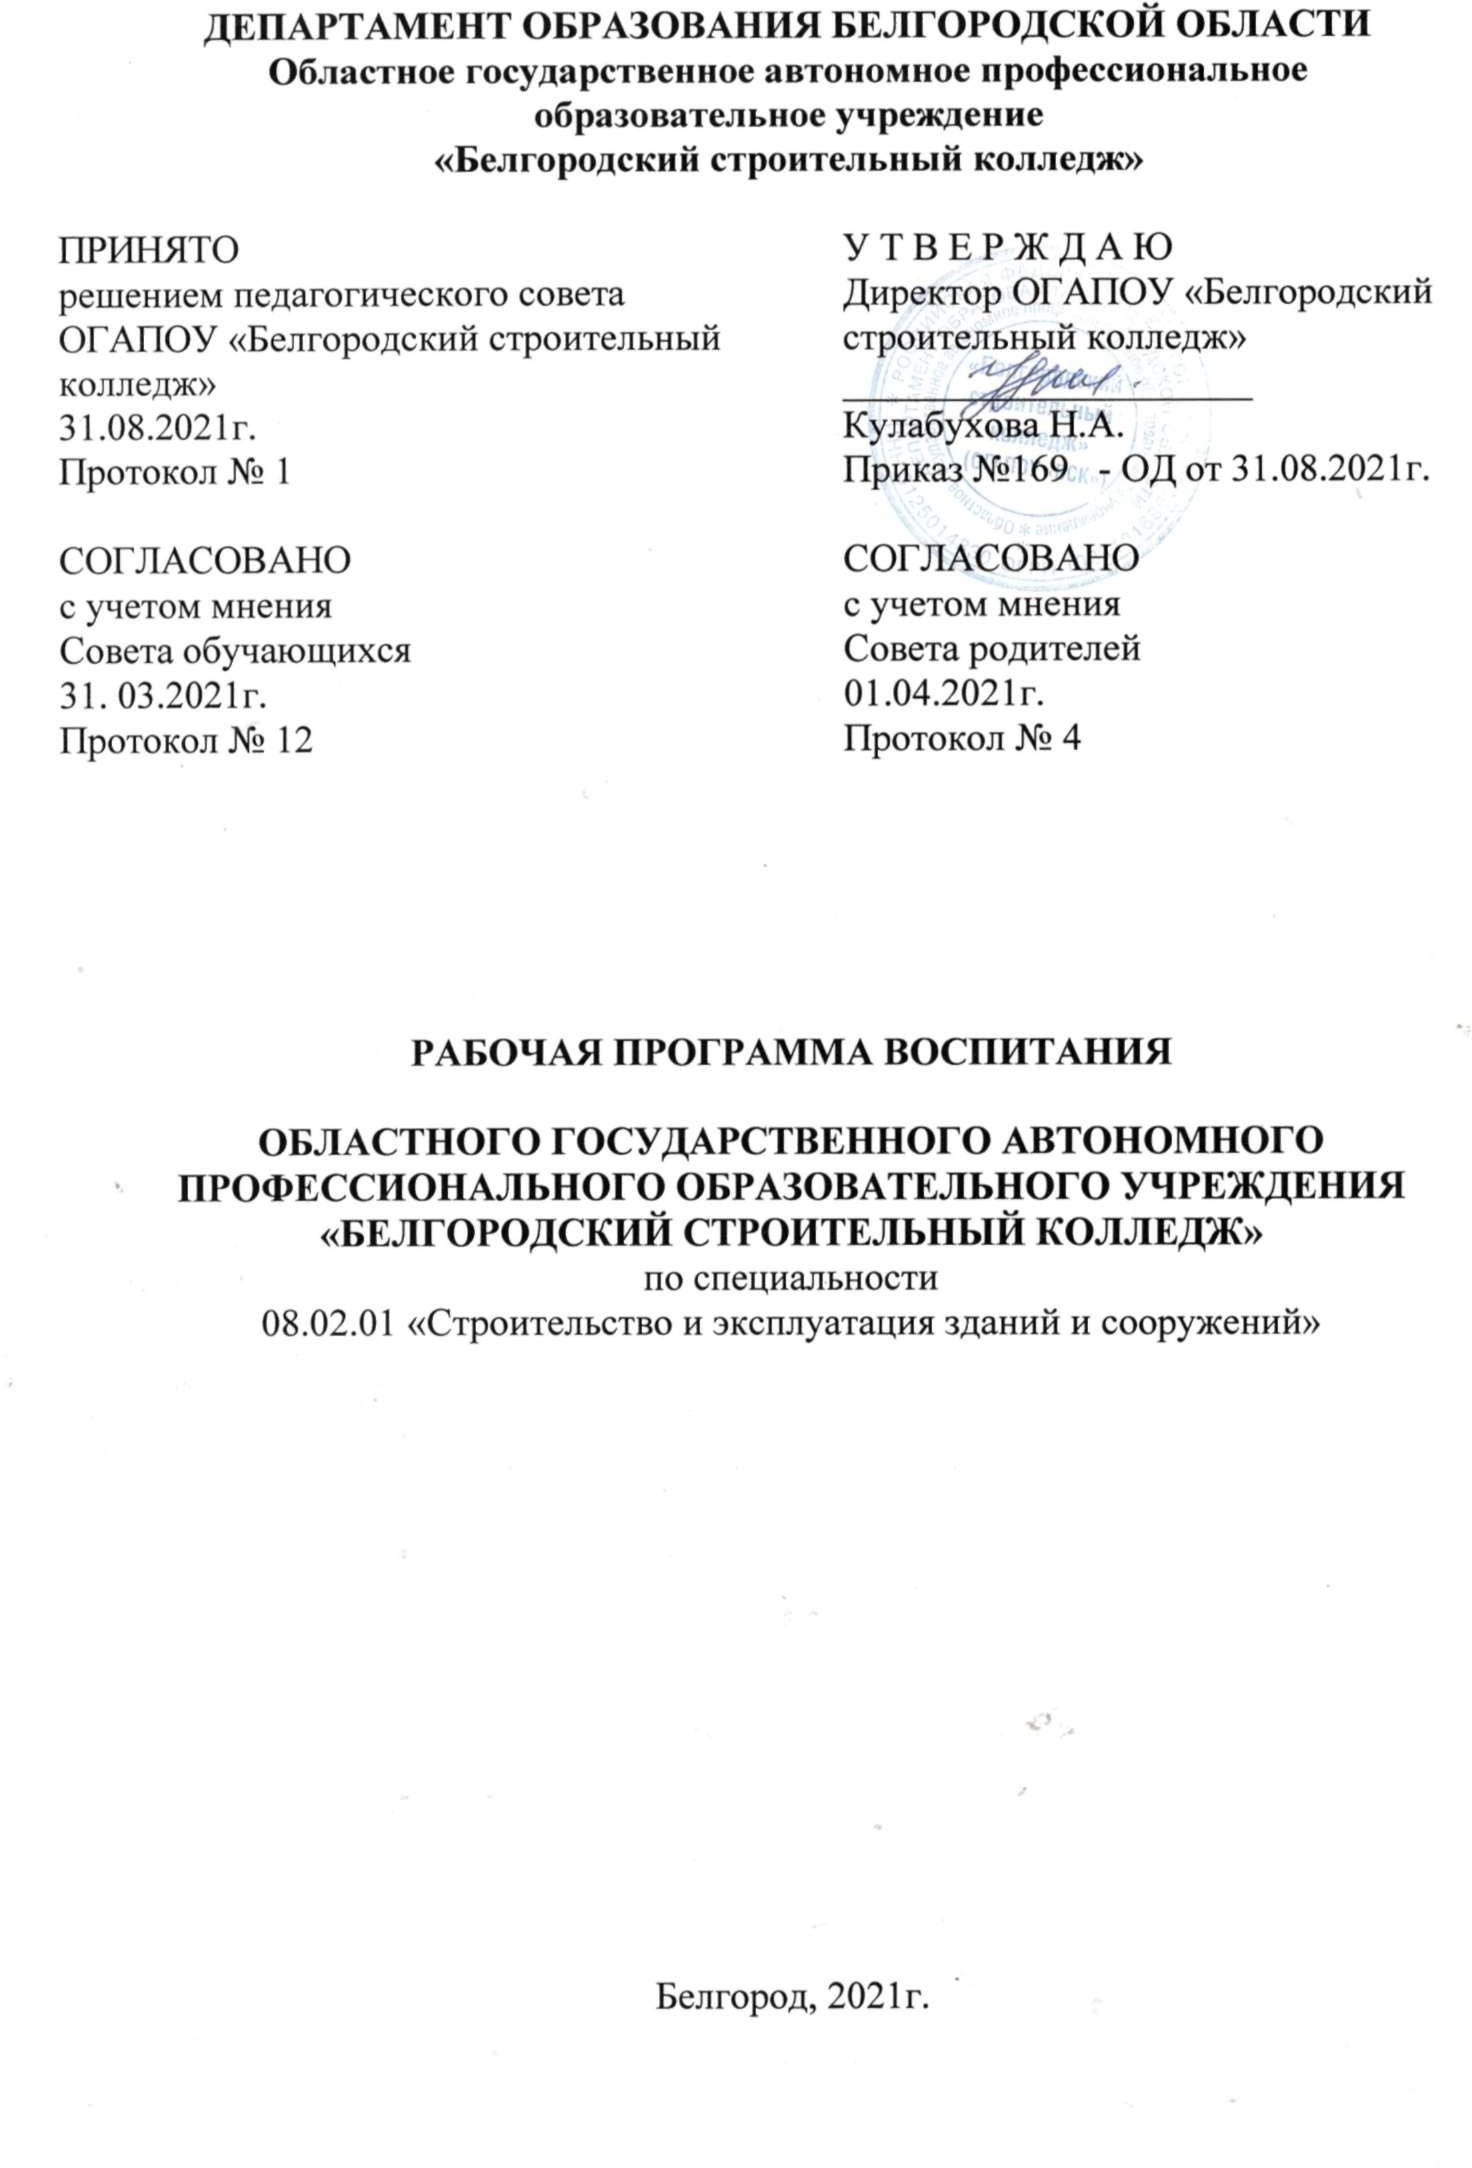 ДЕПАРТАМЕНТ ОБРАЗОВАНИЯ БЕЛГОРОДСКОЙ ОБЛАСТИ
Областное государственное автономное профессиональное
образовательное учреждение
«Белгородский строительный колледж»
ПРИНЯТО
решением педагогического совета
ОГАПОУ «Белгородский строительный
колледж»
31.08.2021г.
Протокол № 1
У Т В Е Р Ж Д А Ю
Директор ОГАПОУ «Белгородский
строительный колледж»
Кулабухова Н.А.
Приказ №169 - ОД от 31.08.2021г.
СОГЛАСОВАНО
с учетом мнения
Совета обучающихся
31. 03.2021г.
Протокол № 12
СОГЛАСОВАНО
с учетом мнения
Совета родителей
01.04.2021г.
Протокол № 4
РАБОЧАЯ ПРОГРАММА ВОСПИТАНИЯ
ОБЛАСТНОГО ГОСУДАРСТВЕННОГО АВТОНОМНОГО
ПРОФЕССИОНАЛЬНОГО ОБРАЗОВАТЕЛЬНОГО УЧРЕЖДЕНИЯ
«БЕЛГОРОДСКИЙ СТРОИТЕЛЬНЫЙ КОЛЛЕДЖ»
по специальности
08.02.01 «Строительство и эксплуатация зданий и сооружений»
Белгород, 2021г.